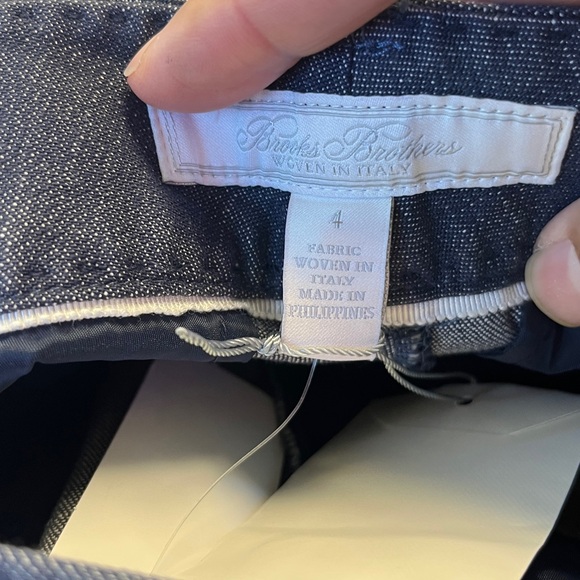 Brooks Brothers
WOVEN IN ITALY
4
FABRIC
WOVEN IN
ITALY
MADE IN
PHILIPPINES